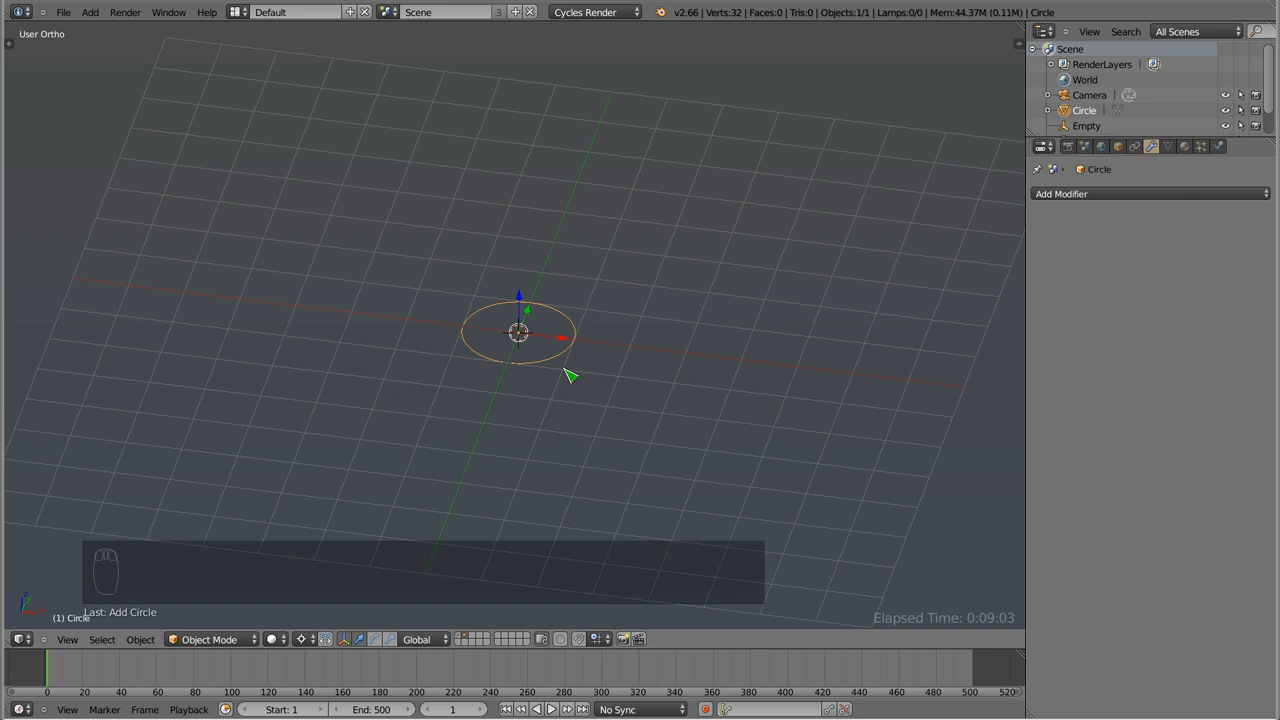 File Add Render Window Help Default Scene 3 Cycles Render v2.66 | Verts:32 | Faces:0 | Tris:0 | Objects:1/1 | Lamps:0/0 | Mem:44.37M (0.11M) | Circle
User Ortho
View Search All Scenes
Scene
RenderLayers
World
Camera
Circle
Empty
Circle
Add Modifier
Last: Add Circle
(1) Circle
Elapsed Time: 0:09:03
View Select Object Object Mode Global
0 20 40 60 80 100 120 140 160 180 200 220 240 260 280 300 320 340 360 380 400 420 440 460 480 500 520
View Marker Frame Playback Start: 1 End: 500 1 No Sync